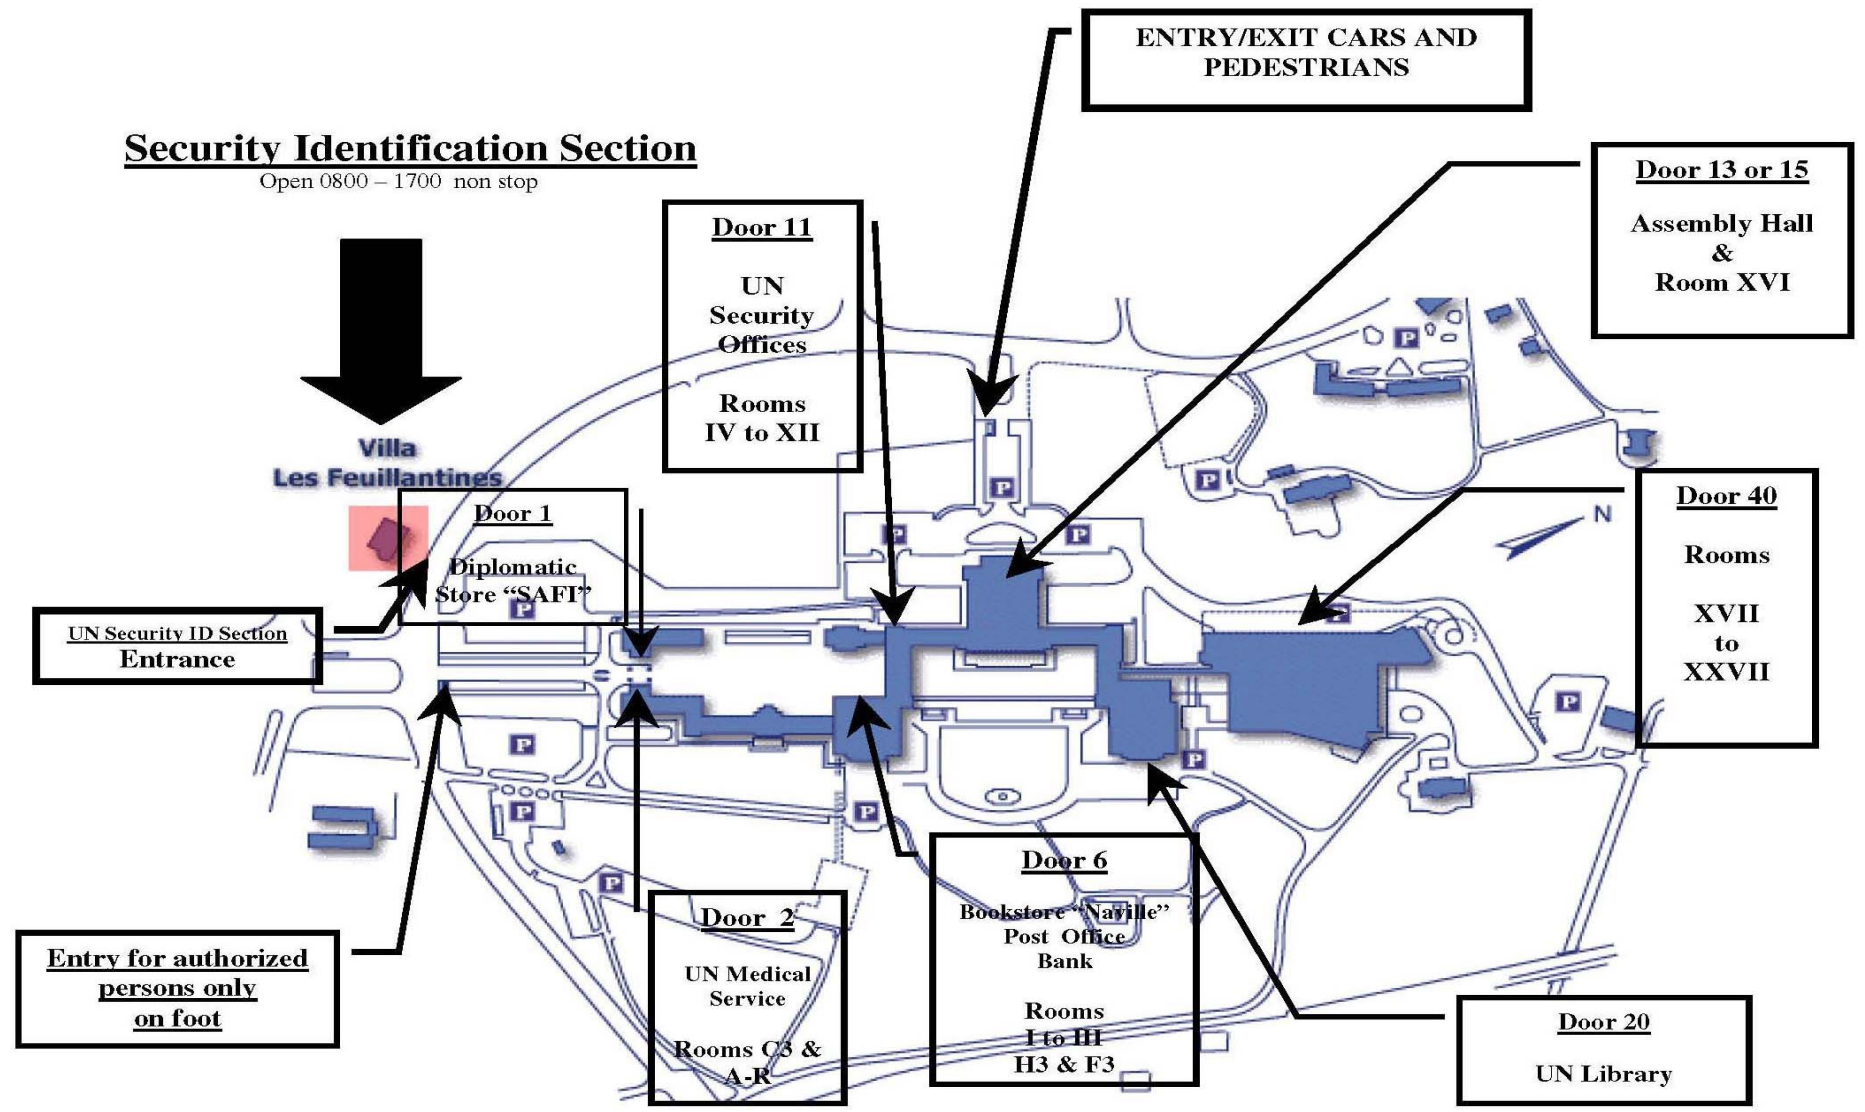 ENTRY/EXIT CARS AND
PEDESTRIANS
Security Identification Section
Open 0800 – 1700 non stop
Door 13 or 15
Assembly Hall
&
Room XVI
Door 11
UN
Security
Offices
Rooms
IV to XII
P
Villa
Les Feuillantines
P
P
Door 40
Rooms
XVII
to
XXVII
Door 1
Diplomatic
Store “SAFI”
N
P
P
P
P
UN Security ID Section
Entrance
P
P
P
P
P
P
P
Door 6
Bookstore “Naville”
Post Office
Bank
Rooms
I to III
H3 & F3
Door 2
UN Medical
Service
Rooms C3 &
A-R
Entry for authorized
persons only
on foot
Door 20
UN Library